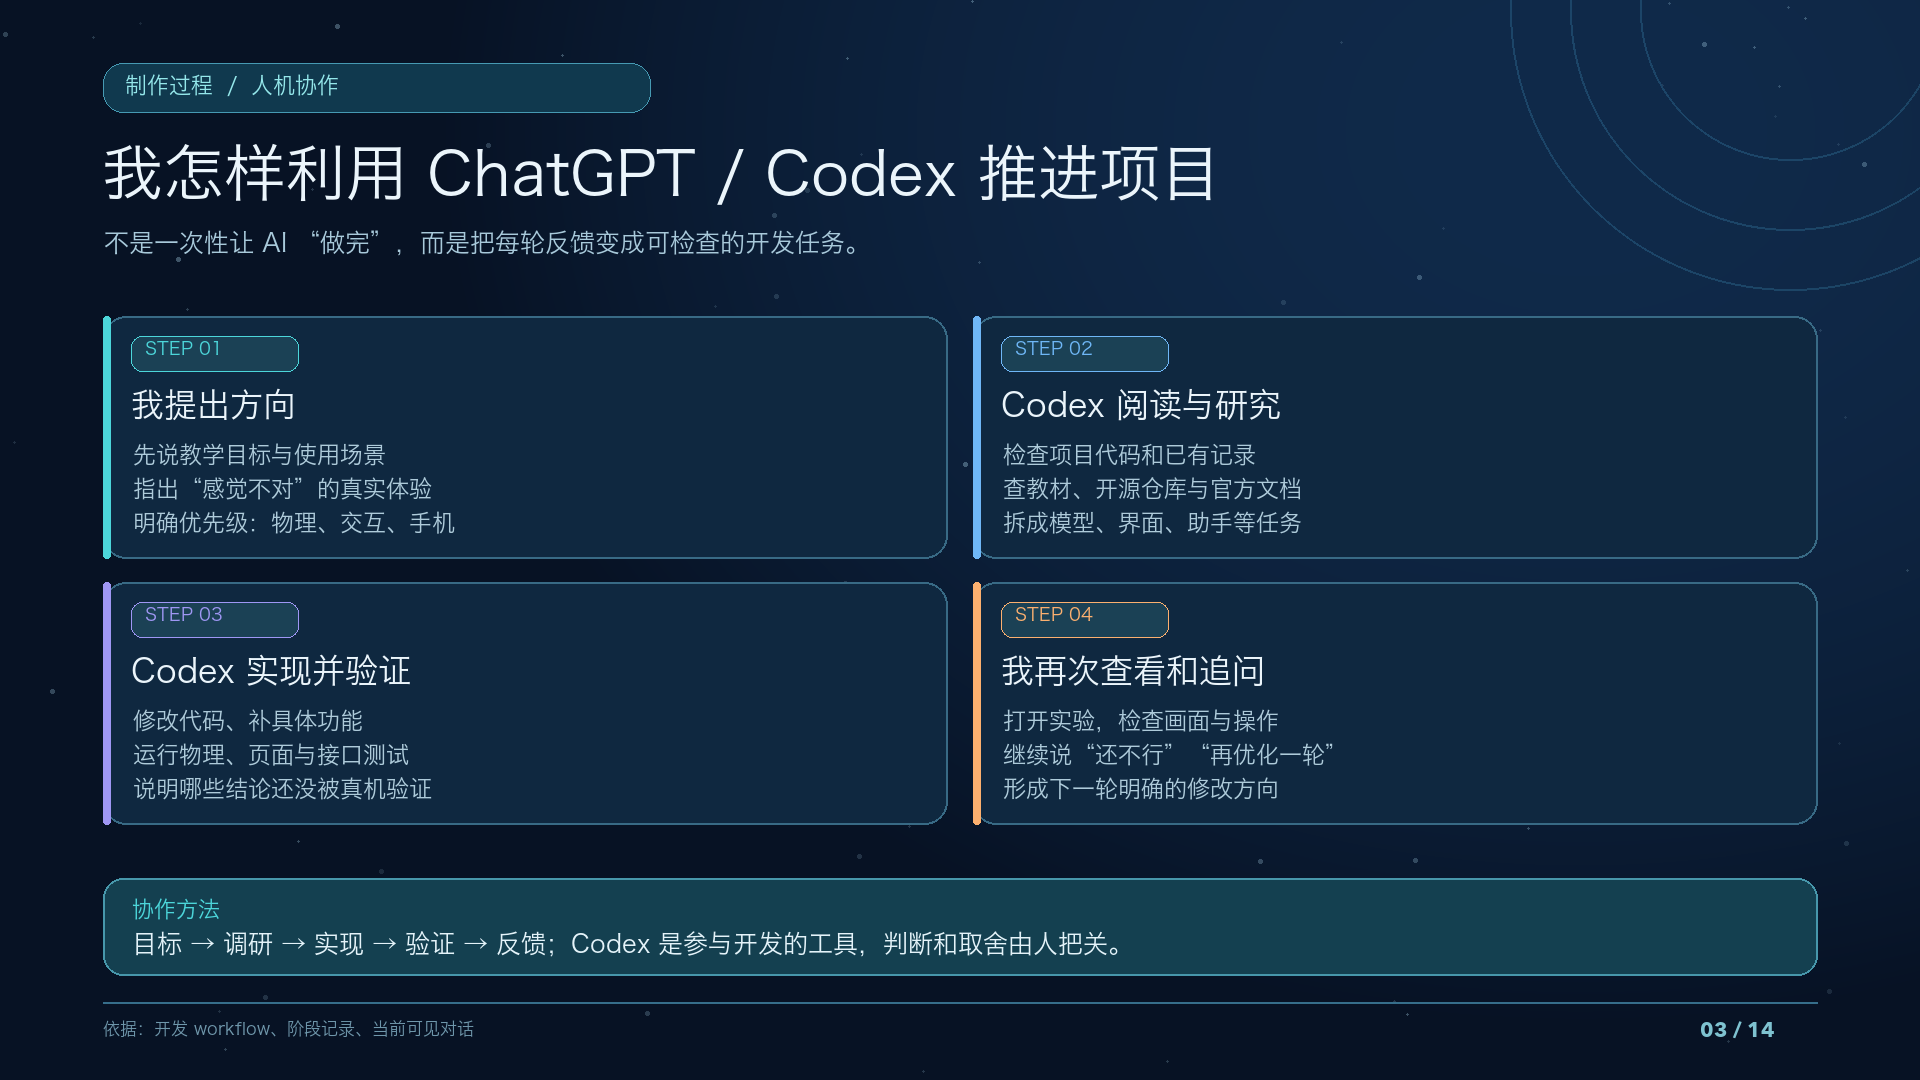 制作过程 / 人机协作
我怎样利用 ChatGPT / Codex 推进项目
不是一次性让 AI “做完”，而是把每轮反馈变成可检查的开发任务。
STEP 01
我提出方向
先说教学目标与使用场景
指出“感觉不对”的真实体验
明确优先级：物理、交互、手机
STEP 02
Codex 阅读与研究
检查项目代码和已有记录
查教材、开源仓库与官方文档
拆成模型、界面、助手等任务
STEP 03
Codex 实现并验证
修改代码、补具体功能
运行物理、页面与接口测试
说明哪些结论还没被真机验证
STEP 04
我再次查看和追问
打开实验，检查画面与操作
继续说“还不行” “再优化一轮”
形成下一轮明确的修改方向
协作方法
目标 → 调研 → 实现 → 验证 → 反馈；Codex 是参与开发的工具，判断和取舍由人把关。
依据：开发 workflow、阶段记录、当前可见对话
03 / 14